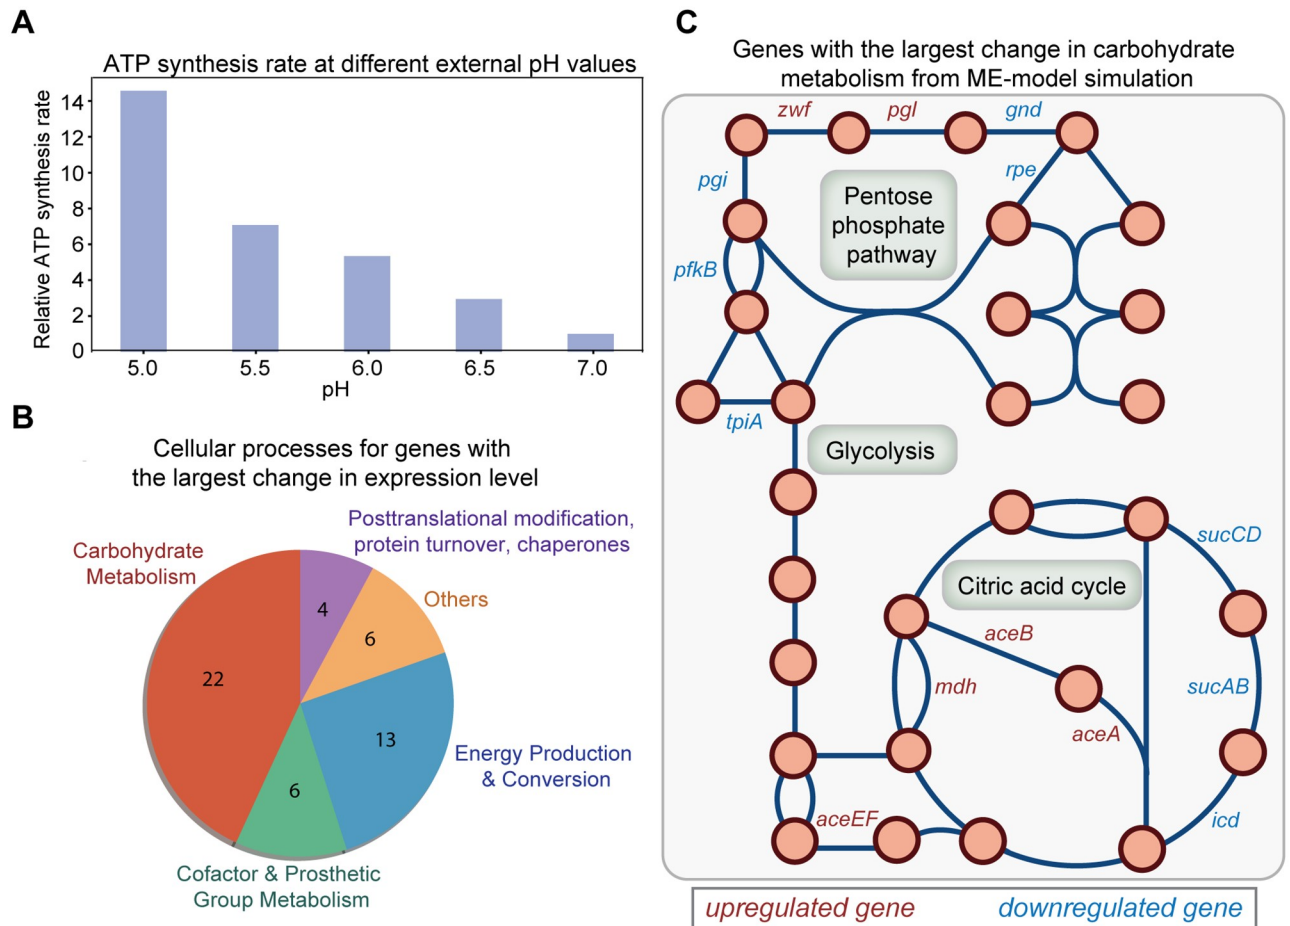 A
ATP synthesis rate at different external pH values
Relative ATP synthesis rate
14
12
10
8
6
4
2
0
5.0 5.5 6.0 6.5 7.0
pH
B
Cellular processes for genes with
the largest change in expression level
Posttranslational modification,
protein turnover, chaperones
Carbohydrate
Metabolism
Others
4
6
22
13
6
Energy Production
& Conversion
Cofactor & Prosthetic
Group Metabolism
C
Genes with the largest change in carbohydrate
metabolism from ME-model simulation
zwf pgl gnd
pgi
rpe
Pentose
phosphate
pathway
pfkB
tpiA
Glycolysis
sucCD
Citric acid cycle
aceB
mdh
sucAB
aceA
aceEF
icd
upregulated gene downregulated gene